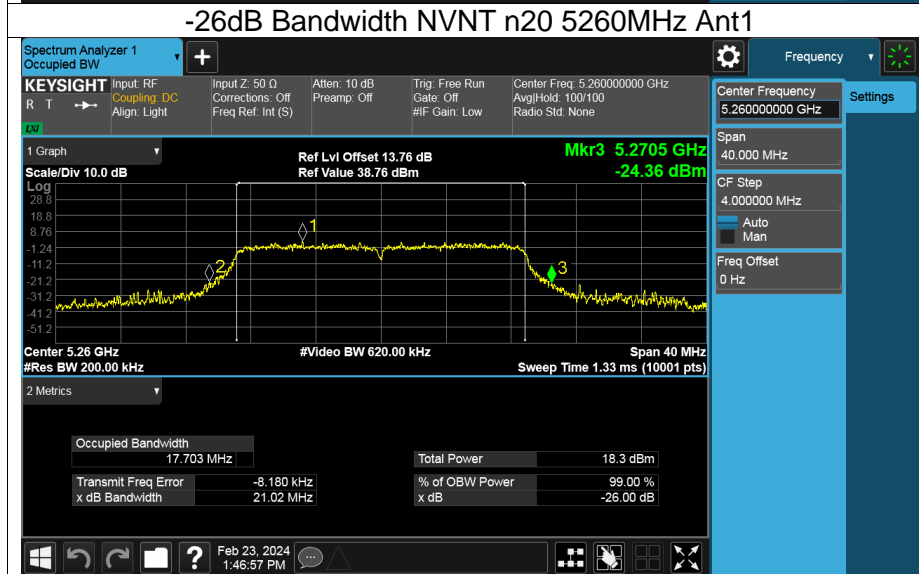 -26dB Bandwidth NVNT n20 5260MHz Ant1
Spectrum Analyzer 1
Occupied BW
+
Frequency
KEYSIGHT
R T
LXI
Input: RF
Coupling: DC
Align: Light
Input Z: 50 Ω
Corrections: Off
Freq Ref: Int (S)
Atten: 10 dB
Preamp: Off
Trig: Free Run
Gate: Off
#IF Gain: Low
Center Freq: 5.260000000 GHz
Avg|Hold: 100/100
Radio Std: None
Center Frequency
5.260000000 GHz
Settings
Span
40.000 MHz
CF Step
4.000000 MHz
Auto
Man
Freq Offset
0 Hz
1 Graph
Scale/Div 10.0 dB
Ref Lvl Offset 13.76 dB
Ref Value 38.76 dBm
Mkr3 5.2705 GHz
-24.36 dBm
Log
28.8
18.8
8.76
-1.24
-11.2
-21.2
-31.2
-41.2
-51.2
1
2
3
Center 5.26 GHz
#Res BW 200.00 kHz
#Video BW 620.00 kHz
Span 40 MHz
Sweep Time 1.33 ms (10001 pts)
2 Metrics
Occupied Bandwidth
17.703 MHz
Transmit Freq Error -8.180 kHz
x dB Bandwidth 21.02 MHz
Total Power 18.3 dBm
% of OBW Power 99.00 %
x dB -26.00 dB
?
Feb 23, 2024
1:46:57 PM